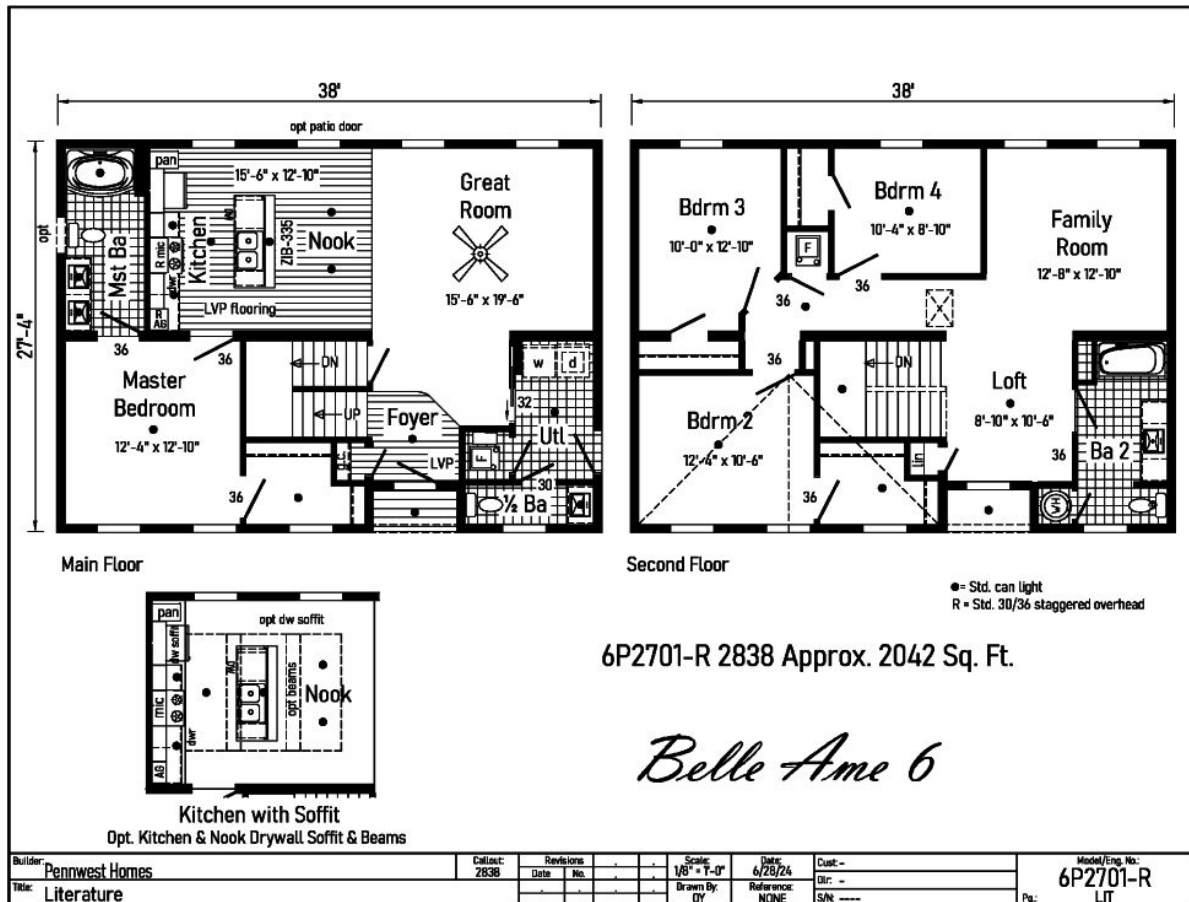 38'
38'
opt patio door
27'-4"
pan
15'-6" x 12'-10"
Great
Room
15'-6" x 19'-6"
opt
Mst Ba
R mic
Kitchen
DW
ZIB-335
Nook
dwr
R
AG
LVP flooring
36
36
Master
Bedroom
12'-4" x 12'-10"
DN
UP
Foyer
LVP
w
d
32
Utl
F
30
½ Ba
36
Main Floor
Bdrm 3
10'-0" x 12'-10"
Bdrm 4
10'-4" x 8'-10"
Family
Room
12'-8" x 12'-10"
F
36
36
X
36
DN
Loft
8'-10" x 10'-6"
Bdrm 2
12'-4" x 10'-6"
36
lin
36
Ba 2
WH
Second Floor
●= Std. can light
R = Std. 30/36 staggered overhead
pan
opt dw soffit
dw soffit
mic
DW
opt beams
Nook
dwr
AG
Kitchen with Soffit
Opt. Kitchen & Nook Drywall Soffit & Beams
6P2701-R 2838 Approx. 2042 Sq. Ft.
Belle Ame 6
Builder: Pennwest Homes
Title: Literature
Callout:
2838
Revisions
Date No.
Scale:
1/8" = 1'-0"
Drawn By:
DY
Date:
6/28/24
Reference:
NONE
Cust: -
Dlr: -
S/N: ----
Model/Eng. No.:
6P2701-R
Pg.: LIT